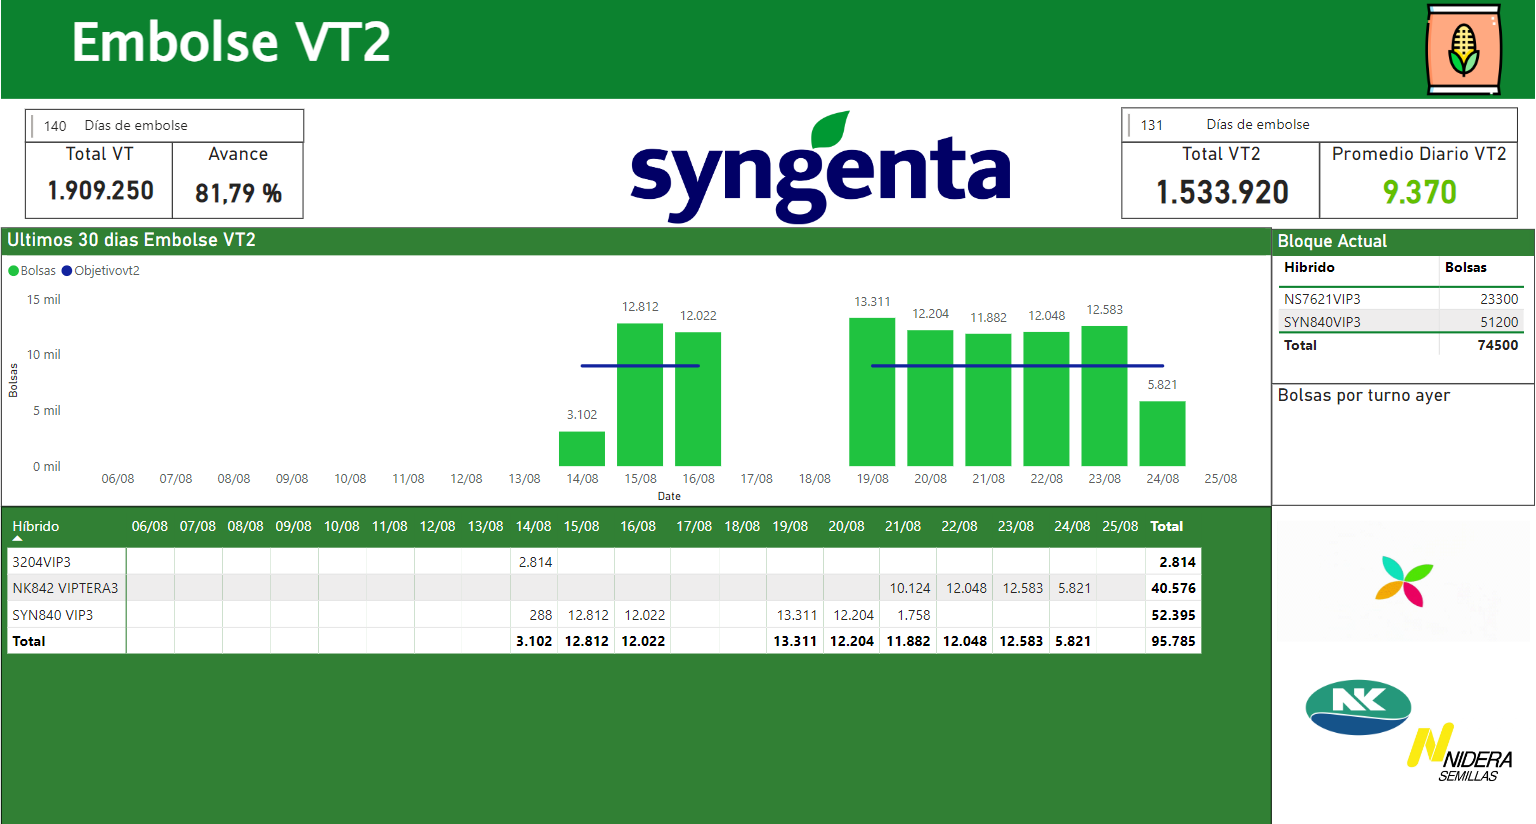 Embolse VT2
140 Días de embolse
Total VT Avance
1.909.250 81,79 %
syngenta
131 Días de embolse
Total VT2 Promedio Diario VT2
1.533.920 9.370
Ultimos 30 dias Embolse VT2
Bolsas Objetivovt2
15 mil
10 mil
5 mil
0 mil
Bolsas
3.102 12.812 12.022 13.311 12.204 11.882 12.048 12.583 5.821
06/08 07/08 08/08 09/08 10/08 11/08 12/08 13/08 14/08 15/08 16/08 17/08 18/08 19/08 20/08 21/08 22/08 23/08 24/08 25/08
Date
Bloque Actual
Hibrido Bolsas
NS7621VIP3 23300
SYN840VIP3 51200
Total 74500
Bolsas por turno ayer
Híbrido 06/08 07/08 08/08 09/08 10/08 11/08 12/08 13/08 14/08 15/08 16/08 17/08 18/08 19/08 20/08 21/08 22/08 23/08 24/08 25/08 Total
3204VIP3 2.814 2.814
NK842 VIPTERA3 10.124 12.048 12.583 5.821 40.576
SYN840 VIP3 288 12.812 12.022 13.311 12.204 1.758 52.395
Total 3.102 12.812 12.022 13.311 12.204 11.882 12.048 12.583 5.821 95.785
NK
NIDERA
SEMILLAS